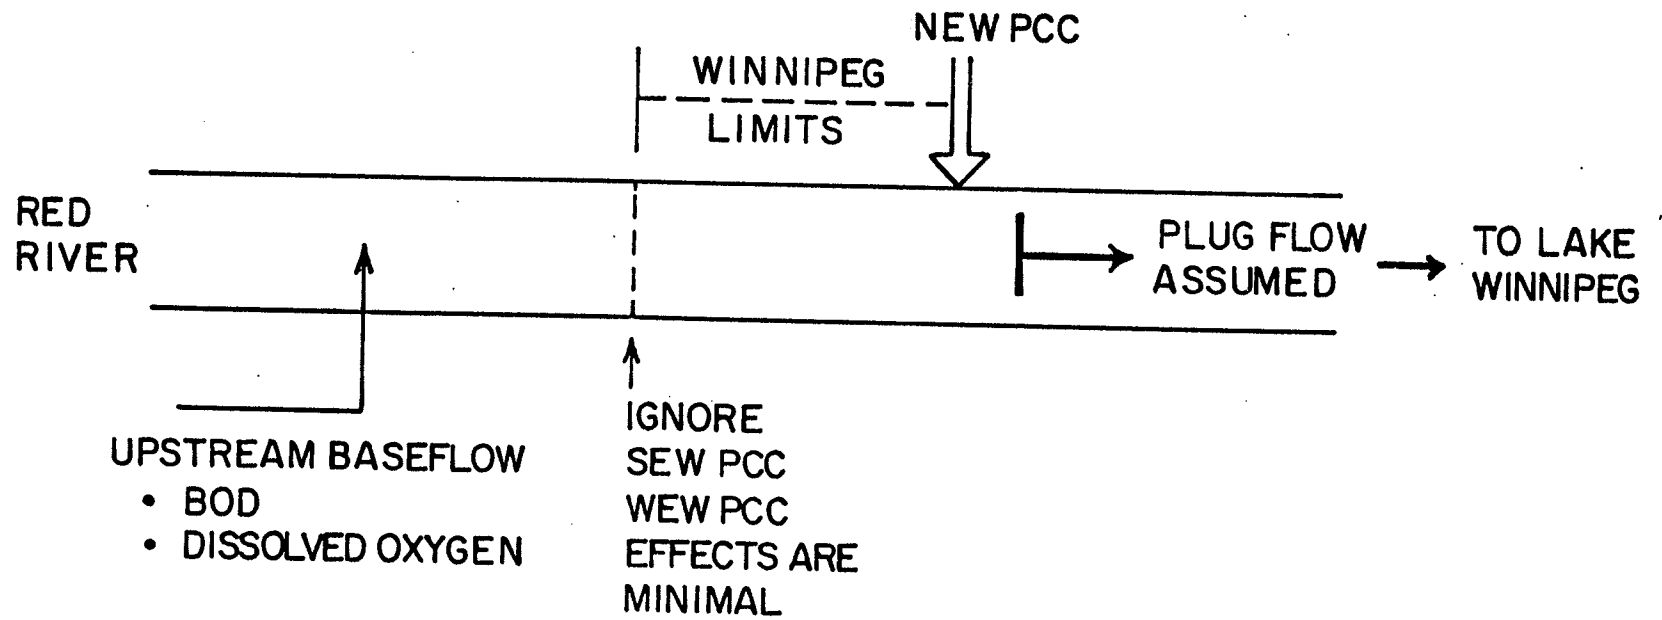 NEW PCC
WINNIPEG
LIMITS
RED
RIVER
PLUG FLOW
ASSUMED
TO LAKE
WINNIPEG
UPSTREAM BASEFLOW
• BOD
• DISSOLVED OXYGEN
IGNORE
SEW PCC
WEW PCC
EFFECTS ARE
MINIMAL